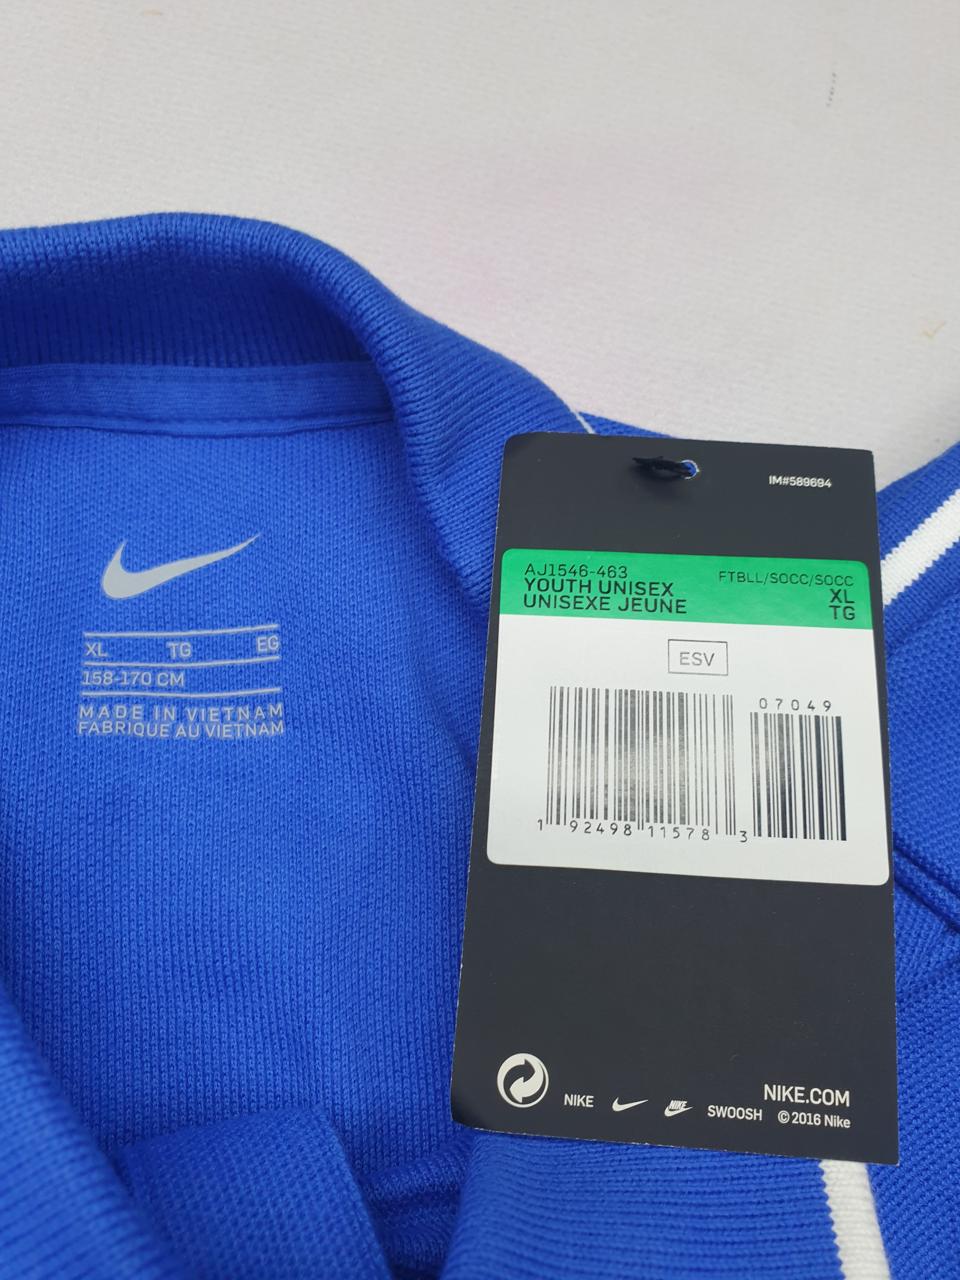 XL TG EG
158-170 CM
MADE IN VIETNAM
FABRIQUE AU VIETNAM
IM#589694
AJ1546-463 FTBLL/SOCC/SOCC
YOUTH UNISEX XL
UNISEXE JEUNE TG
ESV
07049
1 92498 11578 3
NIKE NIKE SWOOSH
NIKE.COM
© 2016 Nike